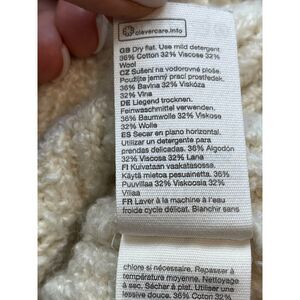 clevercare.info
GB Dry flat. Use mild detergent
36% Cotton 32% Viscose 32%
Wool
CZ Sušení na vodorovné ploše.
Použijte jemný prací prostředek.
36% Bavlna 32% Viskóza
32% Vlna
DE Liegend trocknen.
Feinwaschmittel verwenden.
36% Baumwolle 32% Viskose
32% Wolle
ES Secar en plano horizontal.
Utilizar un detergente para
prendas delicadas. 36% Algodón
32% Viscosa 32% Lana
FI Kuivataan vaakatasossa.
Käytä mietoa pesuainetta. 36%
Puuvillaa 32% Viskoosia 32%
Villaa
FR Laver à la machine à l'eau
froide cycle délicat. Blanchir sans
chlore si nécessaire. Repasser à
température moyenne. Nettoyage
à sec. Sécher à plat. Utiliser une
lessive douce. 36% Coton 32%